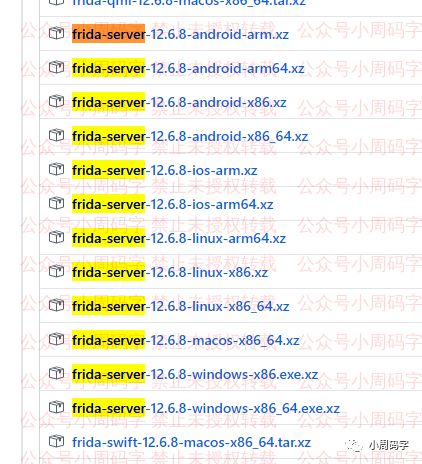 frida-qml-12.6.8-macos-x86_64.tar.xz
frida-server-12.6.8-android-arm.xz
frida-server-12.6.8-android-arm64.xz
frida-server-12.6.8-android-x86.xz
frida-server-12.6.8-android-x86_64.xz
frida-server-12.6.8-ios-arm.xz
frida-server-12.6.8-ios-arm64.xz
frida-server-12.6.8-linux-arm64.xz
frida-server-12.6.8-linux-x86.xz
frida-server-12.6.8-linux-x86_64.xz
frida-server-12.6.8-macos-x86_64.xz
frida-server-12.6.8-windows-x86.exe.xz
frida-server-12.6.8-windows-x86_64.exe.xz
frida-swift-12.6.8-macos-x86_64.tar.xz
小周码字
公众号小周码字 禁止未授权转载 公众号小周码字